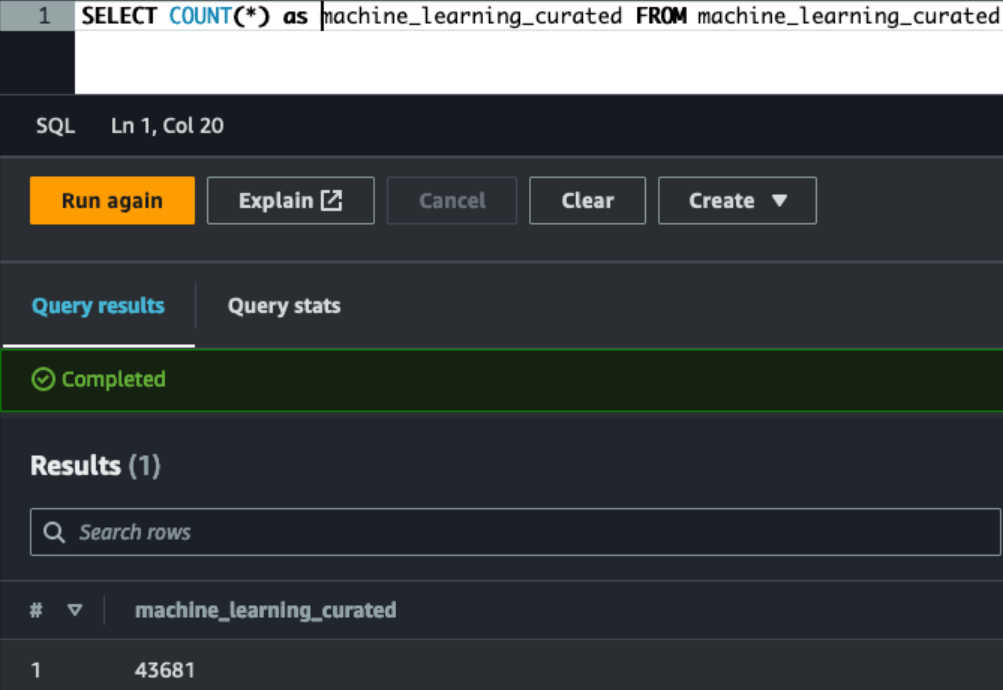 1 SELECT COUNT(*) as machine_learning_curated FROM machine_learning_curated
SQL Ln 1, Col 20
Run again Explain Cancel Clear Create
Query results Query stats
Completed
Results (1)
Search rows
# machine_learning_curated
1 43681